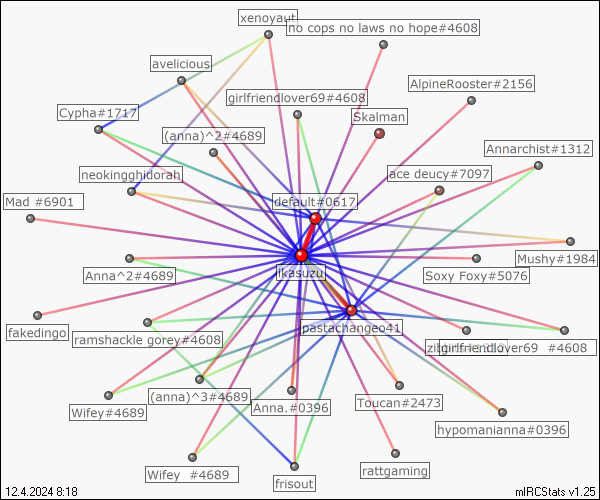 xenoyaut
no cops no laws no hope#4608
avelicious
AlpineRooster#2156
girlfriendlover69#4608
Cypha#1717
Skalman
(anna)^2#4689
Annarchist#1312
neokingghidorah
ace deucy#7097
Mad #6901
default#0617
Mushy#1984
Anna^2#4689
ikasuzu
Soxy Foxy#5076
fakedingo
ramshackle gorey#4608
pastachangeo41
girlfriendlover69 #4608
Wifey#4689
(anna)^3#4689
Anna.#0396
Toucan#2473
hypomanianna#0396
Wifey #4689
frisout
rattgaming
12.4.2024 8:18
mIRCStats v1.25